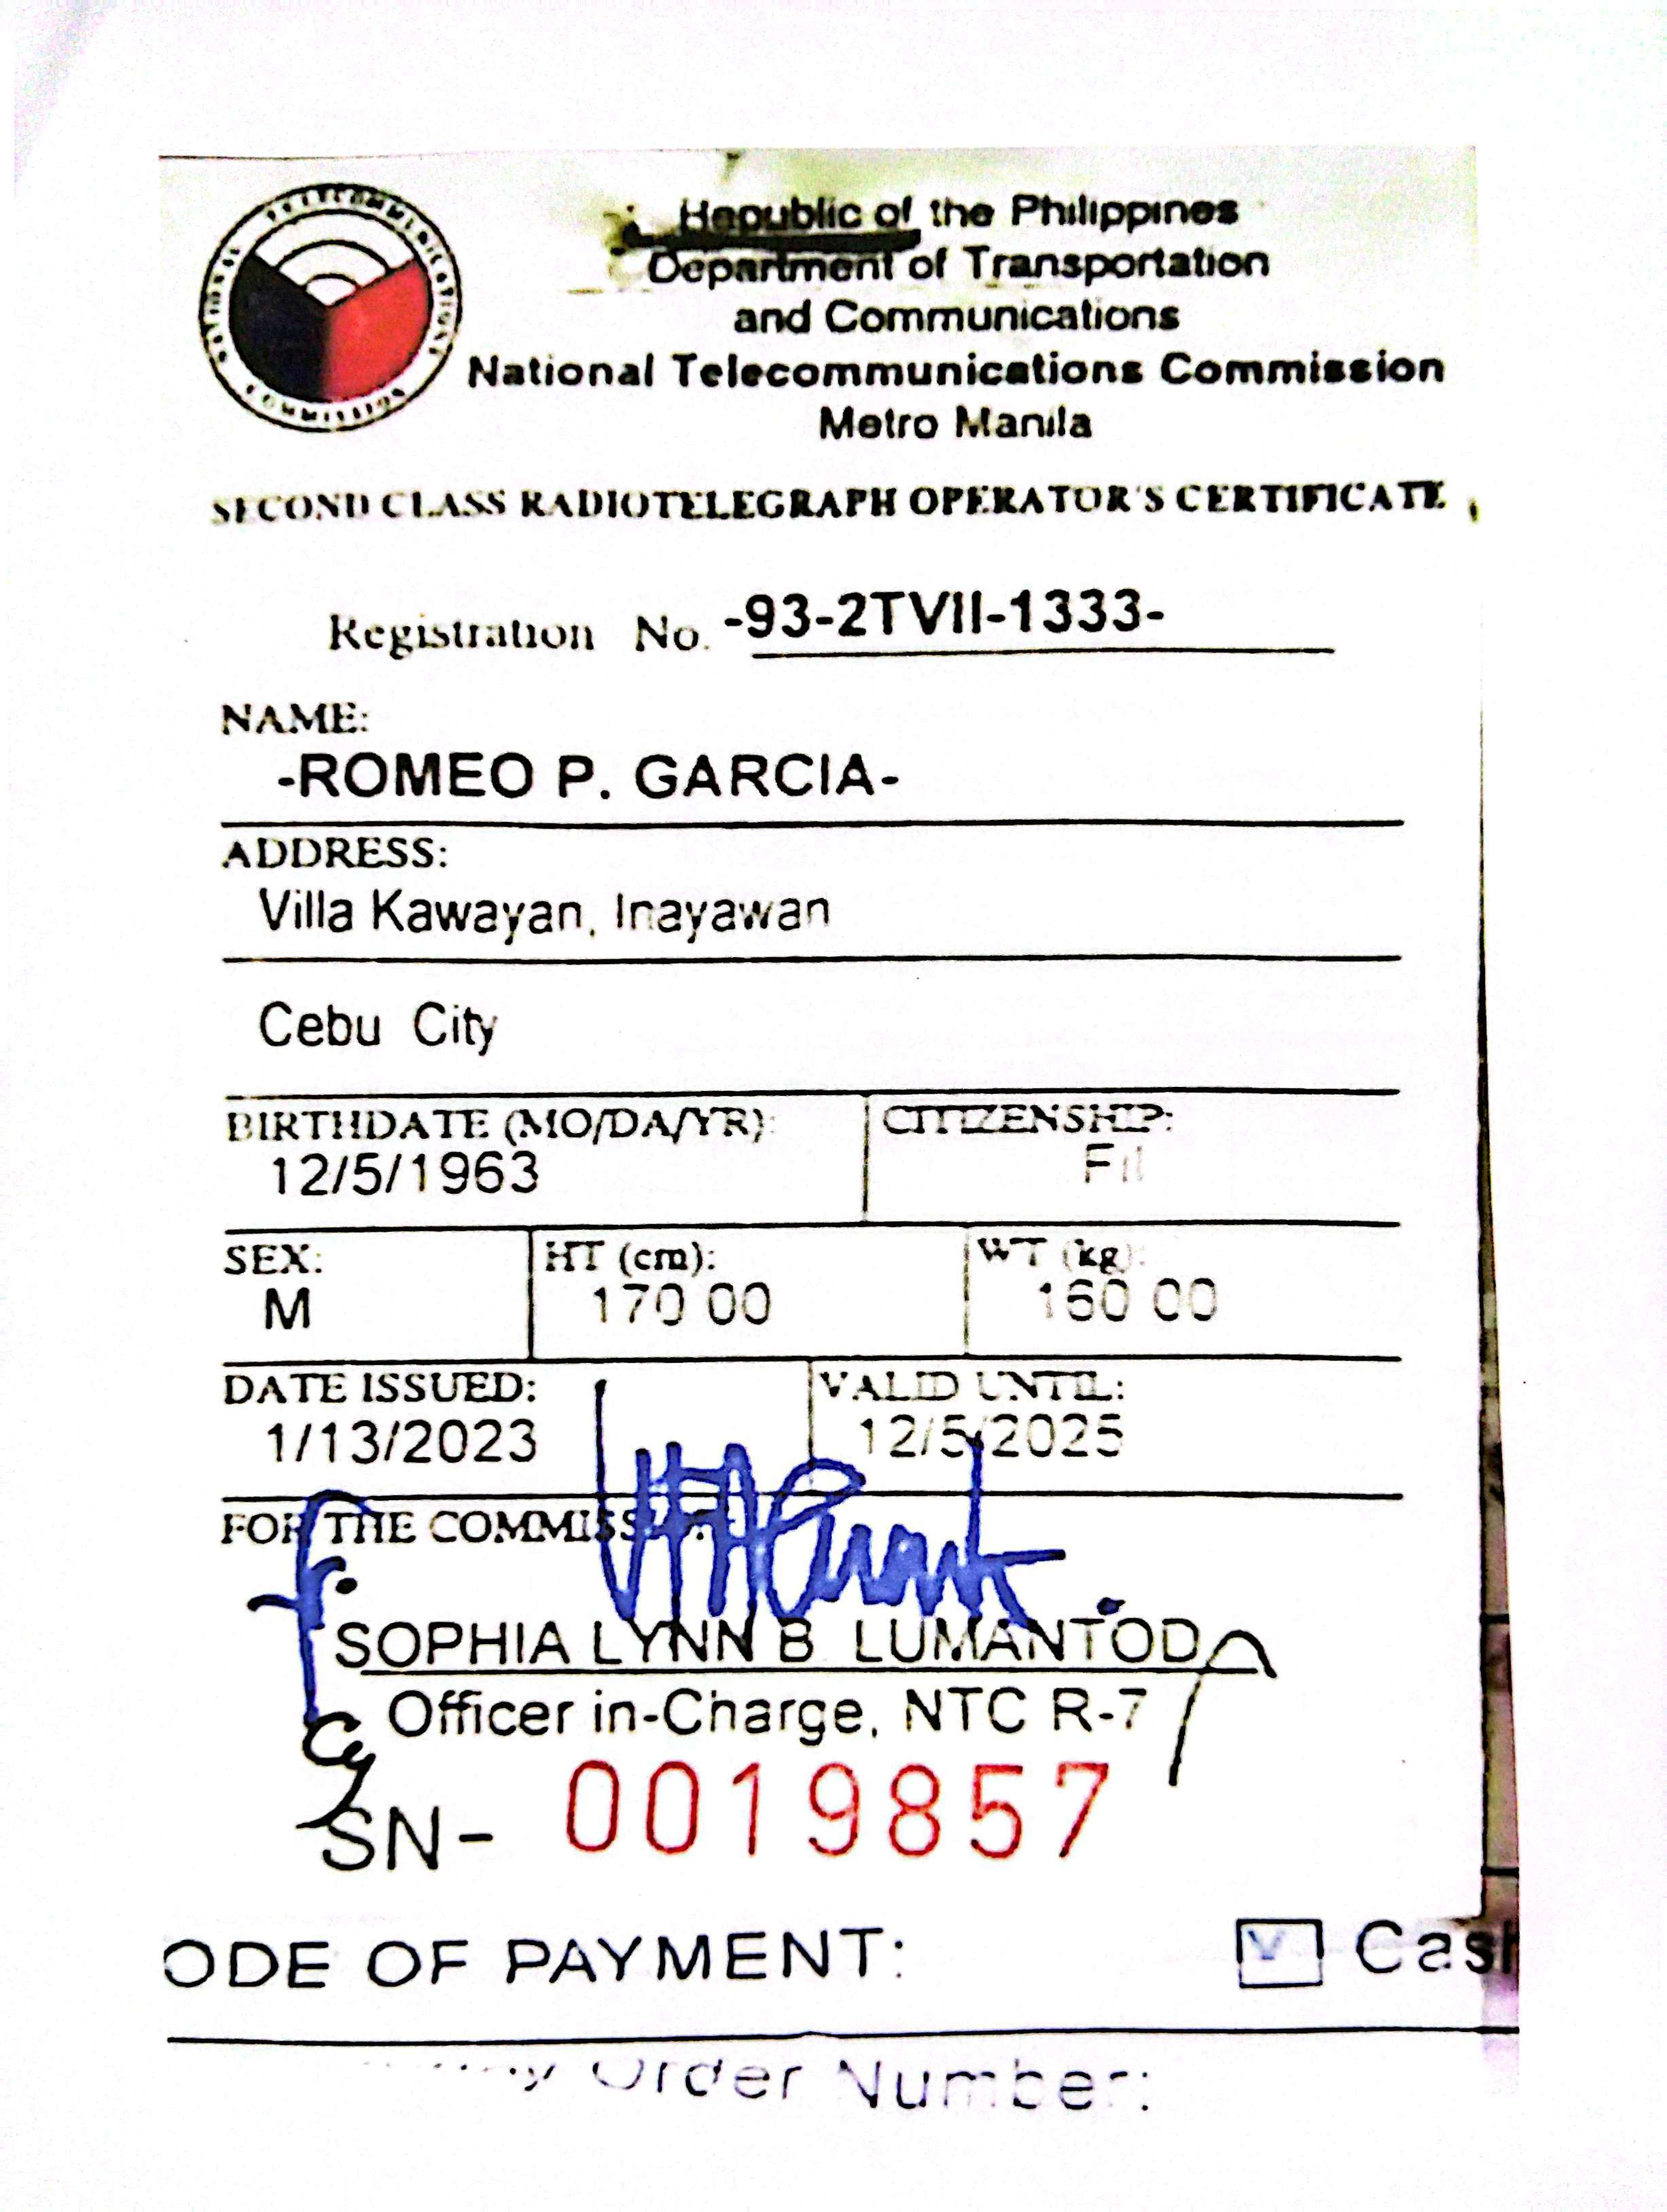 NATIONAL TELECOMMUNICATIONS COMMISSION
Republic of the Philippines
Department of Transportation
and Communications
National Telecommunications Commission
Metro Manila
SECOND CLASS RADIOTELEGRAPH OPERATOR'S CERTIFICATE
Registration No. -93-2TVII-1333-
NAME:
-ROMEO P. GARCIA-
ADDRESS:
Villa Kawayan, Inayawan
Cebu City
BIRTHDATE (MO/DA/YR): CITIZENSHIP:
12/5/1963 Fil
SEX: HT (cm): WT (kg):
M 170.00 160.00
DATE ISSUED: VALID UNTIL:
1/13/2023 12/5/2025
FOR THE
SOPHIA LYNN B. LUMANTOD
Officer in-Charge, NTC R-7
SN- 0019857
ODE OF PAYMENT: Cash
Order Number: